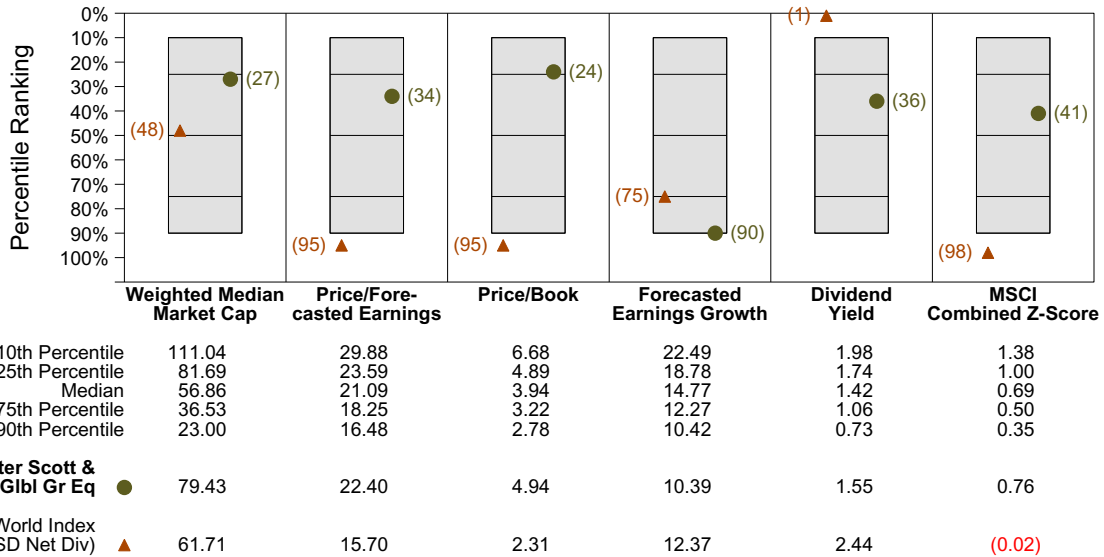 0%
10%
20%
30%
40%
50%
60%
70%
80%
90%
100%
Percentile Ranking
(1)
(27)
(24)
(34)
(36)
(41)
(48)
(75)
(90)
(95)
(95)
(98)
Weighted Median Market Cap
Price/Fore-casted Earnings
Price/Book
Forecasted Earnings Growth
Dividend Yield
MSCI Combined Z-Score
10th Percentile 111.04 29.88 6.68 22.49 1.98 1.38
25th Percentile 81.69 23.59 4.89 18.78 1.74 1.00
Median 56.86 21.09 3.94 14.77 1.42 0.69
75th Percentile 36.53 18.25 3.22 12.27 1.06 0.50
90th Percentile 23.00 16.48 2.78 10.42 0.73 0.35
Scott &
Glbl Gr Eq 79.43 22.40 4.94 10.39 1.55 0.76
World Index
Net Div) 61.71 15.70 2.31 12.37 2.44 (0.02)